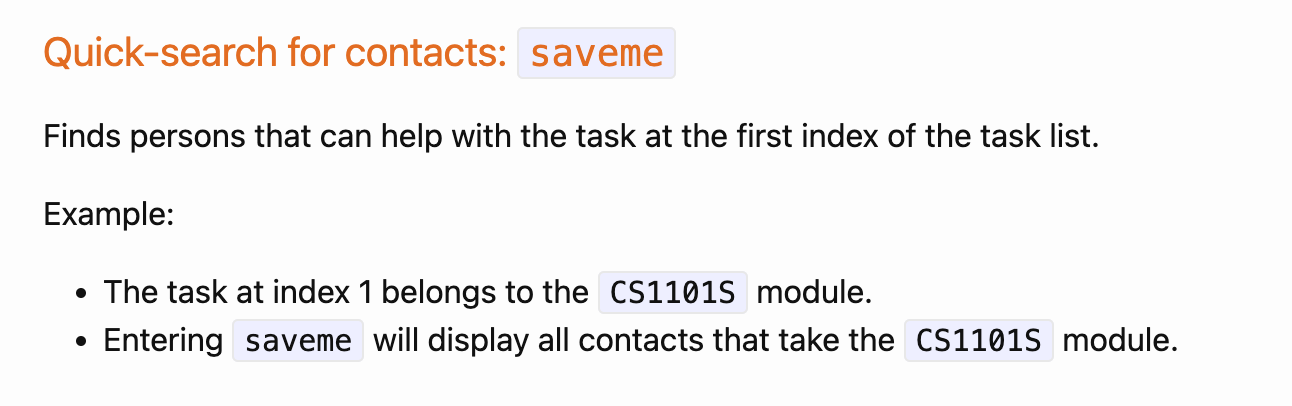 Quick-search for contacts: saveme
Finds persons that can help with the task at the first index of the task list.
Example:
• The task at index 1 belongs to the CS1101S module.
• Entering saveme will display all contacts that take the CS1101S module.